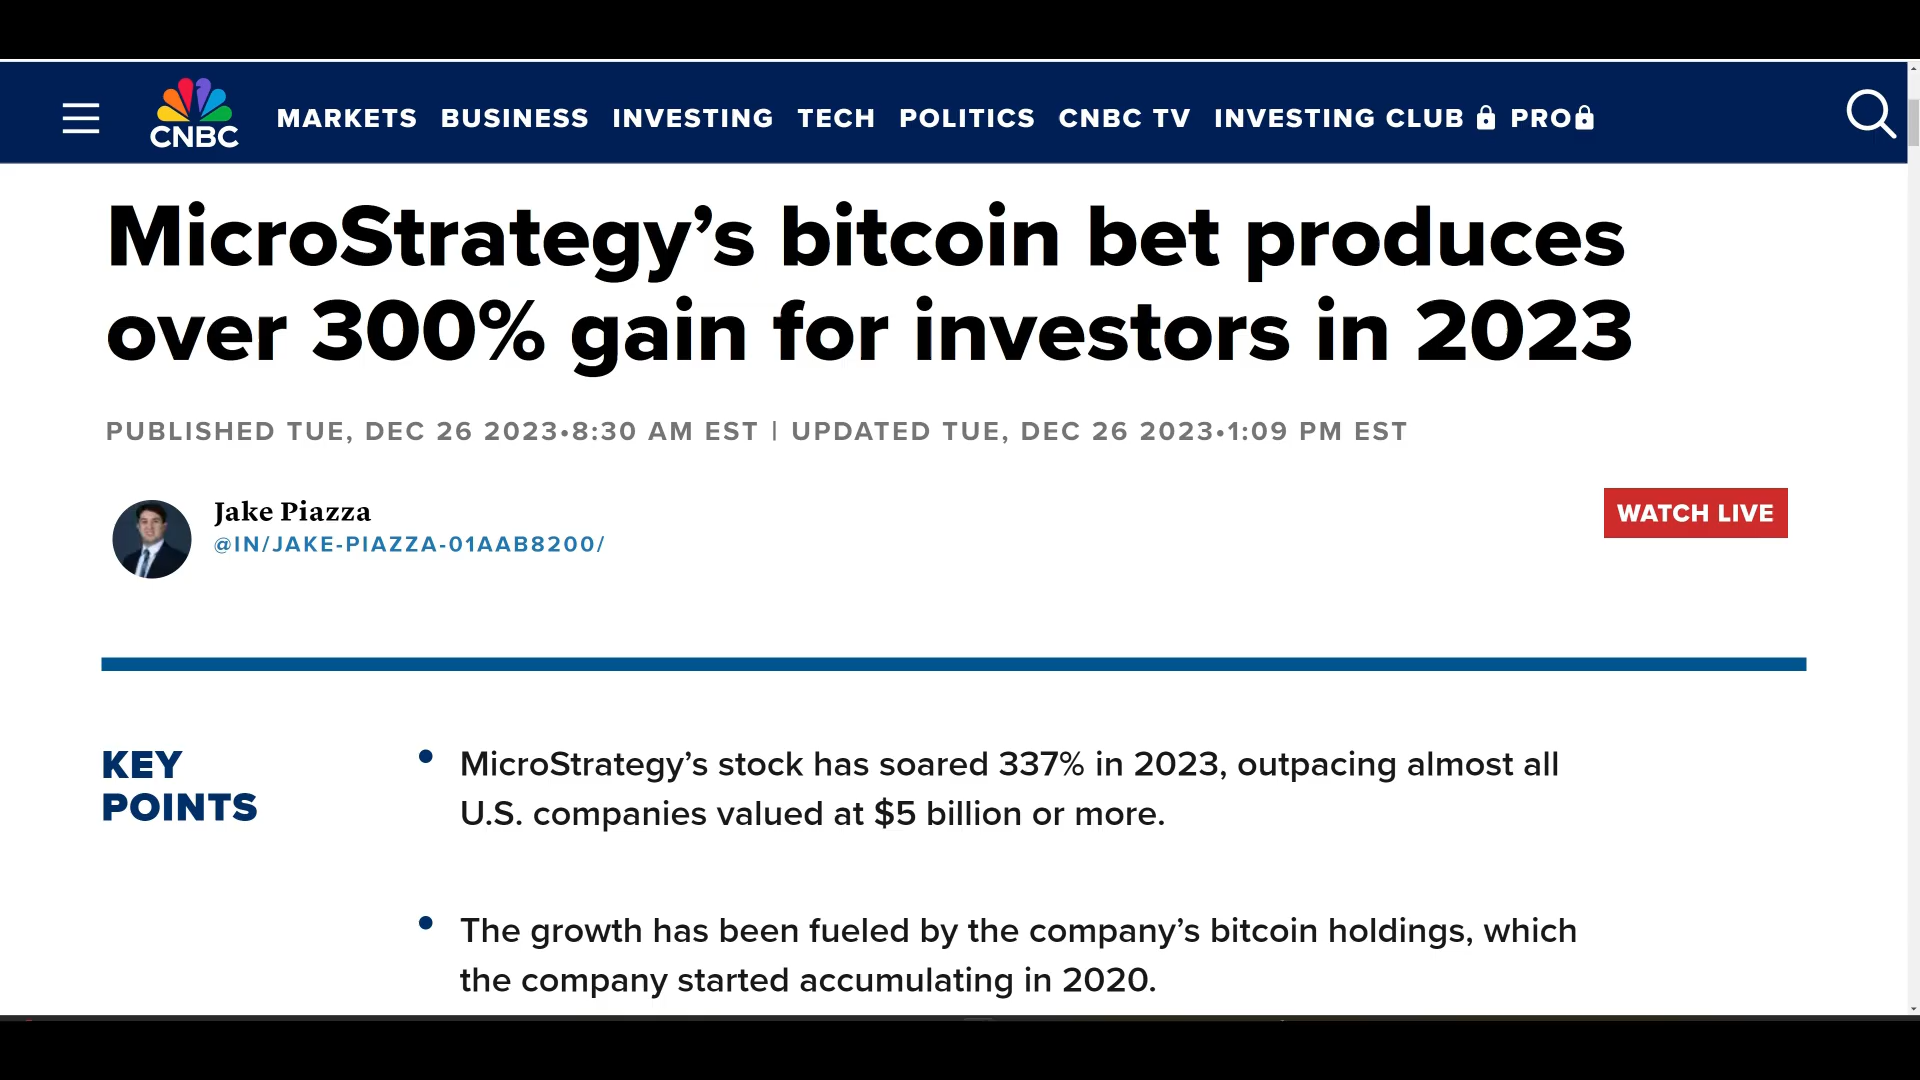 CNBC
MARKETS BUSINESS INVESTING TECH POLITICS CNBC TV INVESTING CLUB PRO
MicroStrategy’s bitcoin bet produces
over 300% gain for investors in 2023
PUBLISHED TUE, DEC 26 2023•8:30 AM EST | UPDATED TUE, DEC 26 2023•1:09 PM EST
Jake Piazza
@IN/JAKE-PIAZZA-01AAB8200/
WATCH LIVE
KEY
POINTS
• MicroStrategy’s stock has soared 337% in 2023, outpacing almost all
U.S. companies valued at $5 billion or more.
• The growth has been fueled by the company’s bitcoin holdings, which
the company started accumulating in 2020.